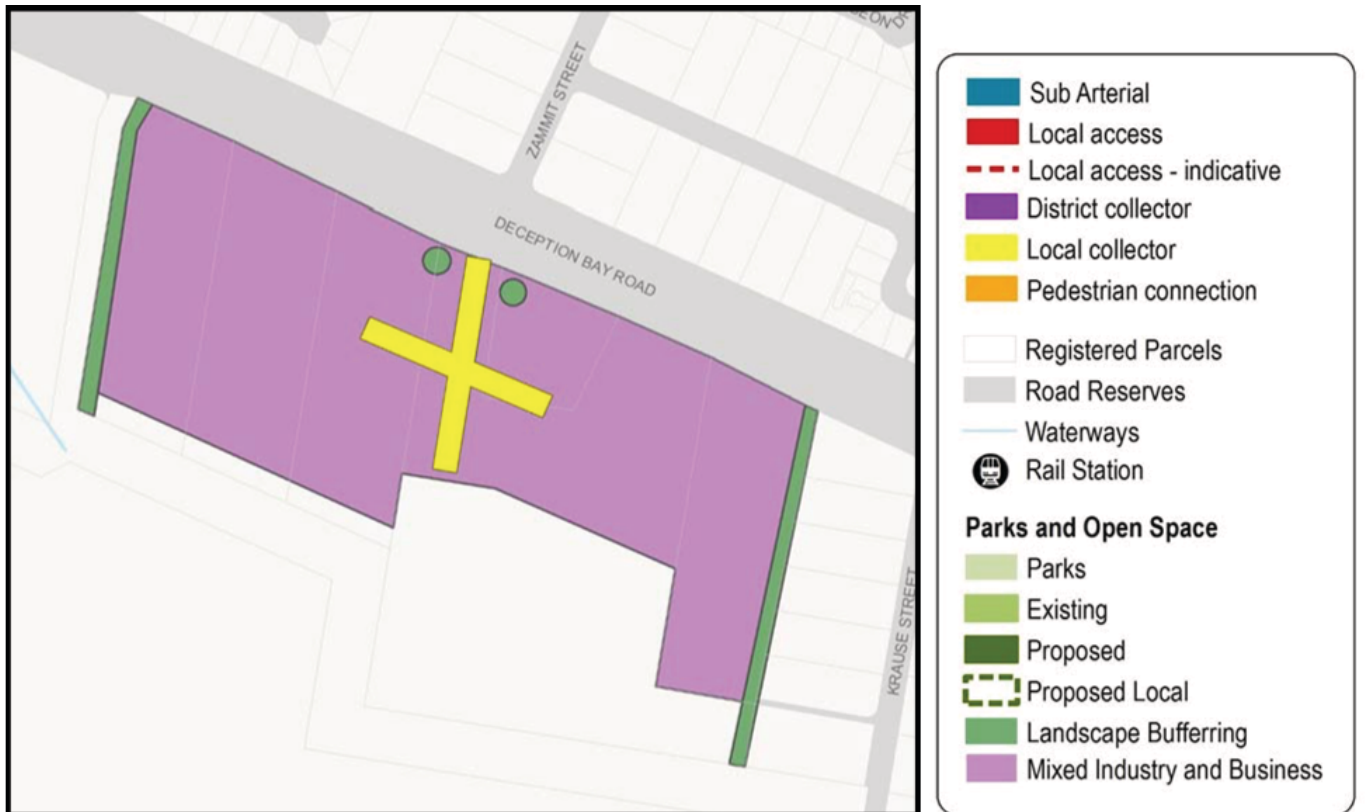 ZAMMIT STREET
DECEPTION BAY ROAD
KRAUSE STREET
Sub Arterial
Local access
Local access - indicative
District collector
Local collector
Pedestrian connection
Registered Parcels
Road Reserves
Waterways
Rail Station
Parks and Open Space
Parks
Existing
Proposed
Proposed Local
Landscape Bufferring
Mixed Industry and Business